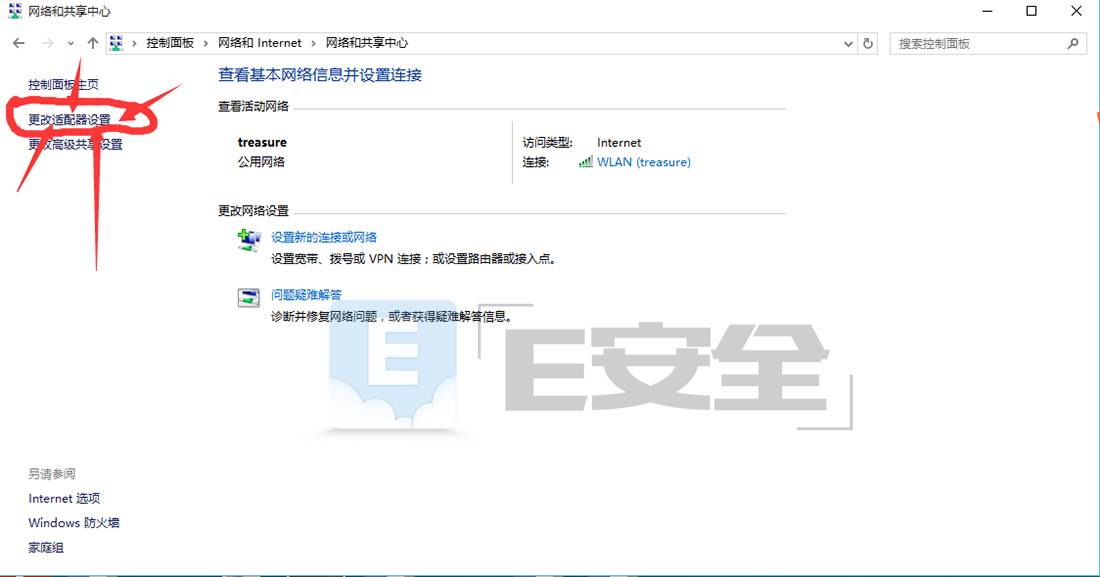 网络和共享中心
控制面板 › 网络和 Internet › 网络和共享中心
搜索控制面板
控制面板主页
更改适配器设置
更改高级共享设置
查看基本网络信息并设置连接
查看活动网络
treasure
公用网络
访问类型: Internet
连接: WLAN (treasure)
更改网络设置
设置新的连接或网络
设置宽带、拨号或 VPN 连接；或设置路由器或接入点。
问题疑难解答
诊断并修复网络问题，或者获得疑难解答信息。
E
E安全
另请参阅
Internet 选项
Windows 防火墙
家庭组